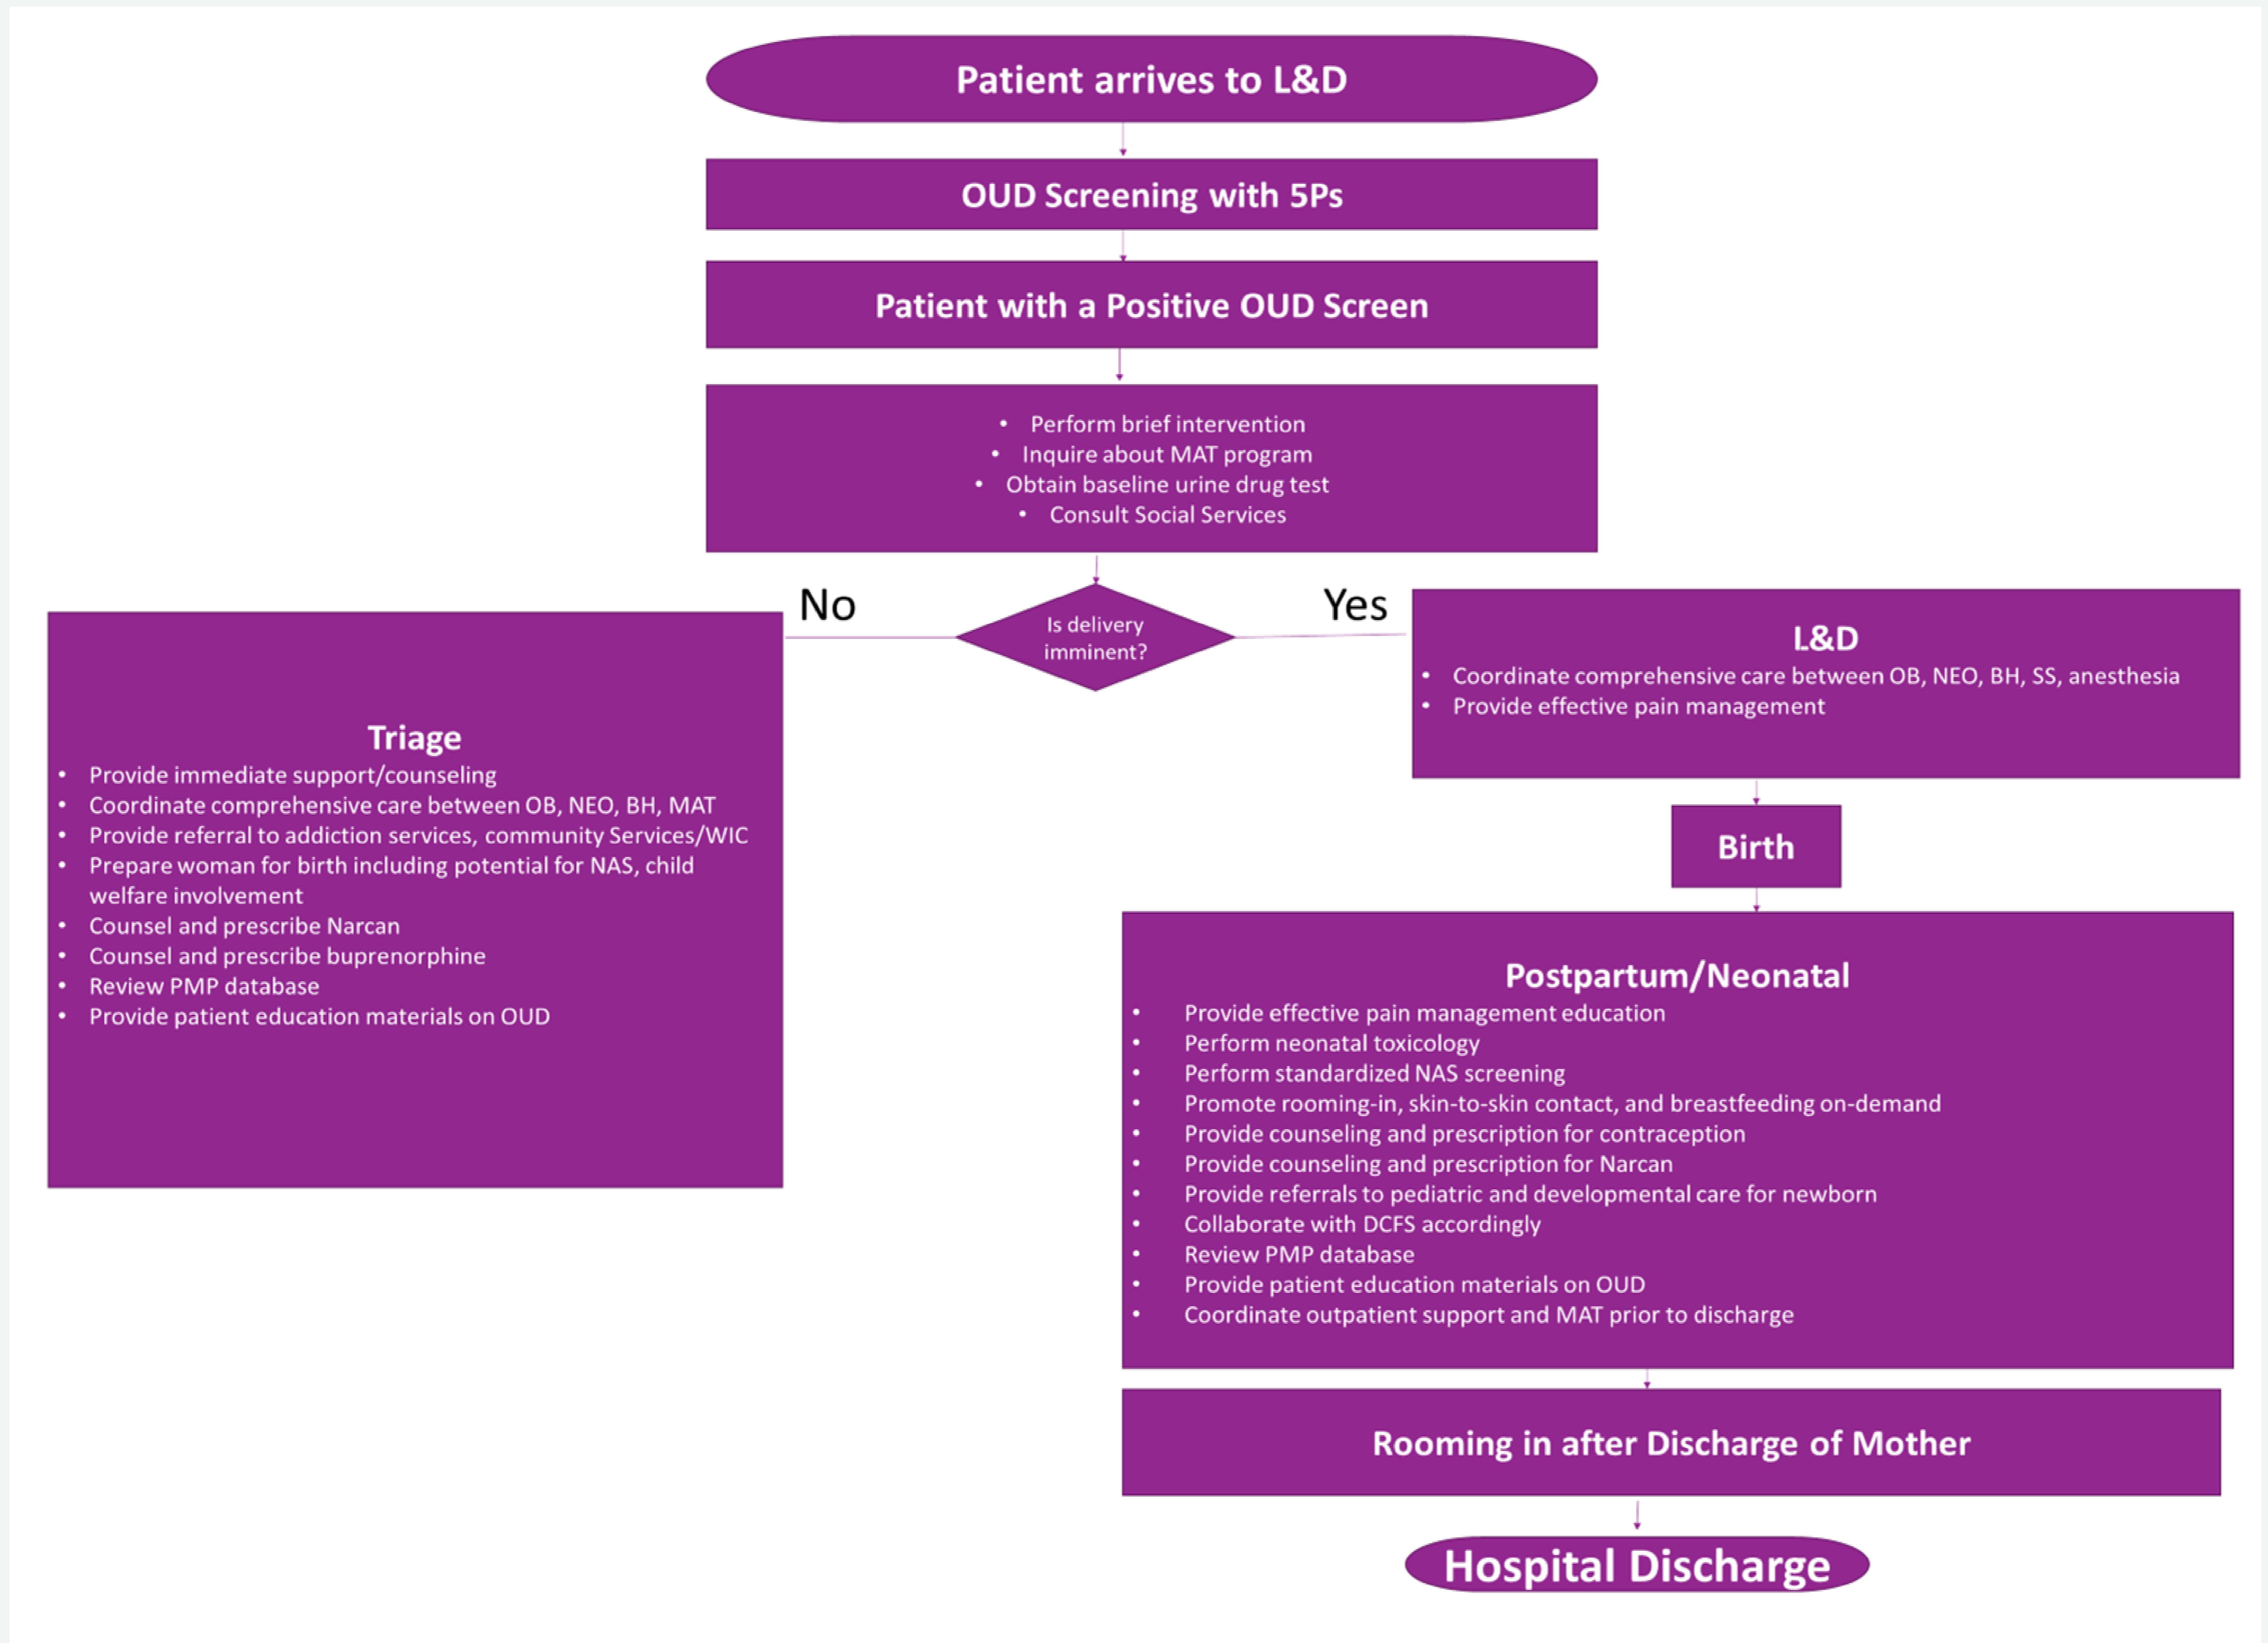 Patient arrives to L&D
OUD Screening with 5Ps
Patient with a Positive OUD Screen
• Perform brief intervention
• Inquire about MAT program
• Obtain baseline urine drug test
• Consult Social Services
Is delivery
imminent?
No
Triage
• Provide immediate support/counseling
• Coordinate comprehensive care between OB, NEO, BH, MAT
• Provide referral to addiction services, community Services/WIC
• Prepare woman for birth including potential for NAS, child
welfare involvement
• Counsel and prescribe Narcan
• Counsel and prescribe buprenorphine
• Review PMP database
• Provide patient education materials on OUD
Yes
L&D
• Coordinate comprehensive care between OB, NEO, BH, SS, anesthesia
• Provide effective pain management
Birth
Postpartum/Neonatal
• Provide effective pain management education
• Perform neonatal toxicology
• Perform standardized NAS screening
• Promote rooming-in, skin-to-skin contact, and breastfeeding on-demand
• Provide counseling and prescription for contraception
• Provide counseling and prescription for Narcan
• Provide referrals to pediatric and developmental care for newborn
• Collaborate with DCFS accordingly
• Review PMP database
• Provide patient education materials on OUD
• Coordinate outpatient support and MAT prior to discharge
Rooming in after Discharge of Mother
Hospital Discharge